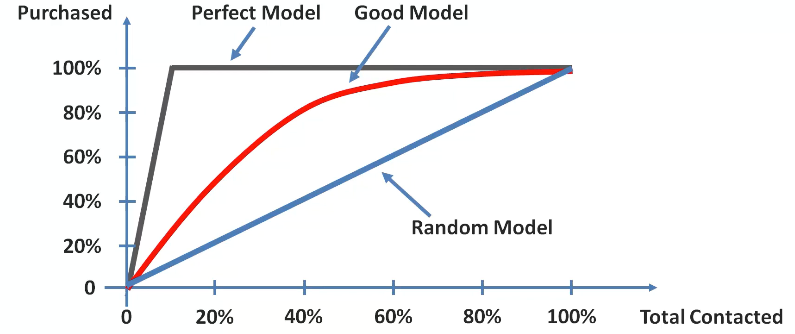 Purchased
Perfect Model
Good Model
100%
80%
60%
40%
20%
0
Random Model
0
20%
40%
60%
80%
100%
Total Contacted